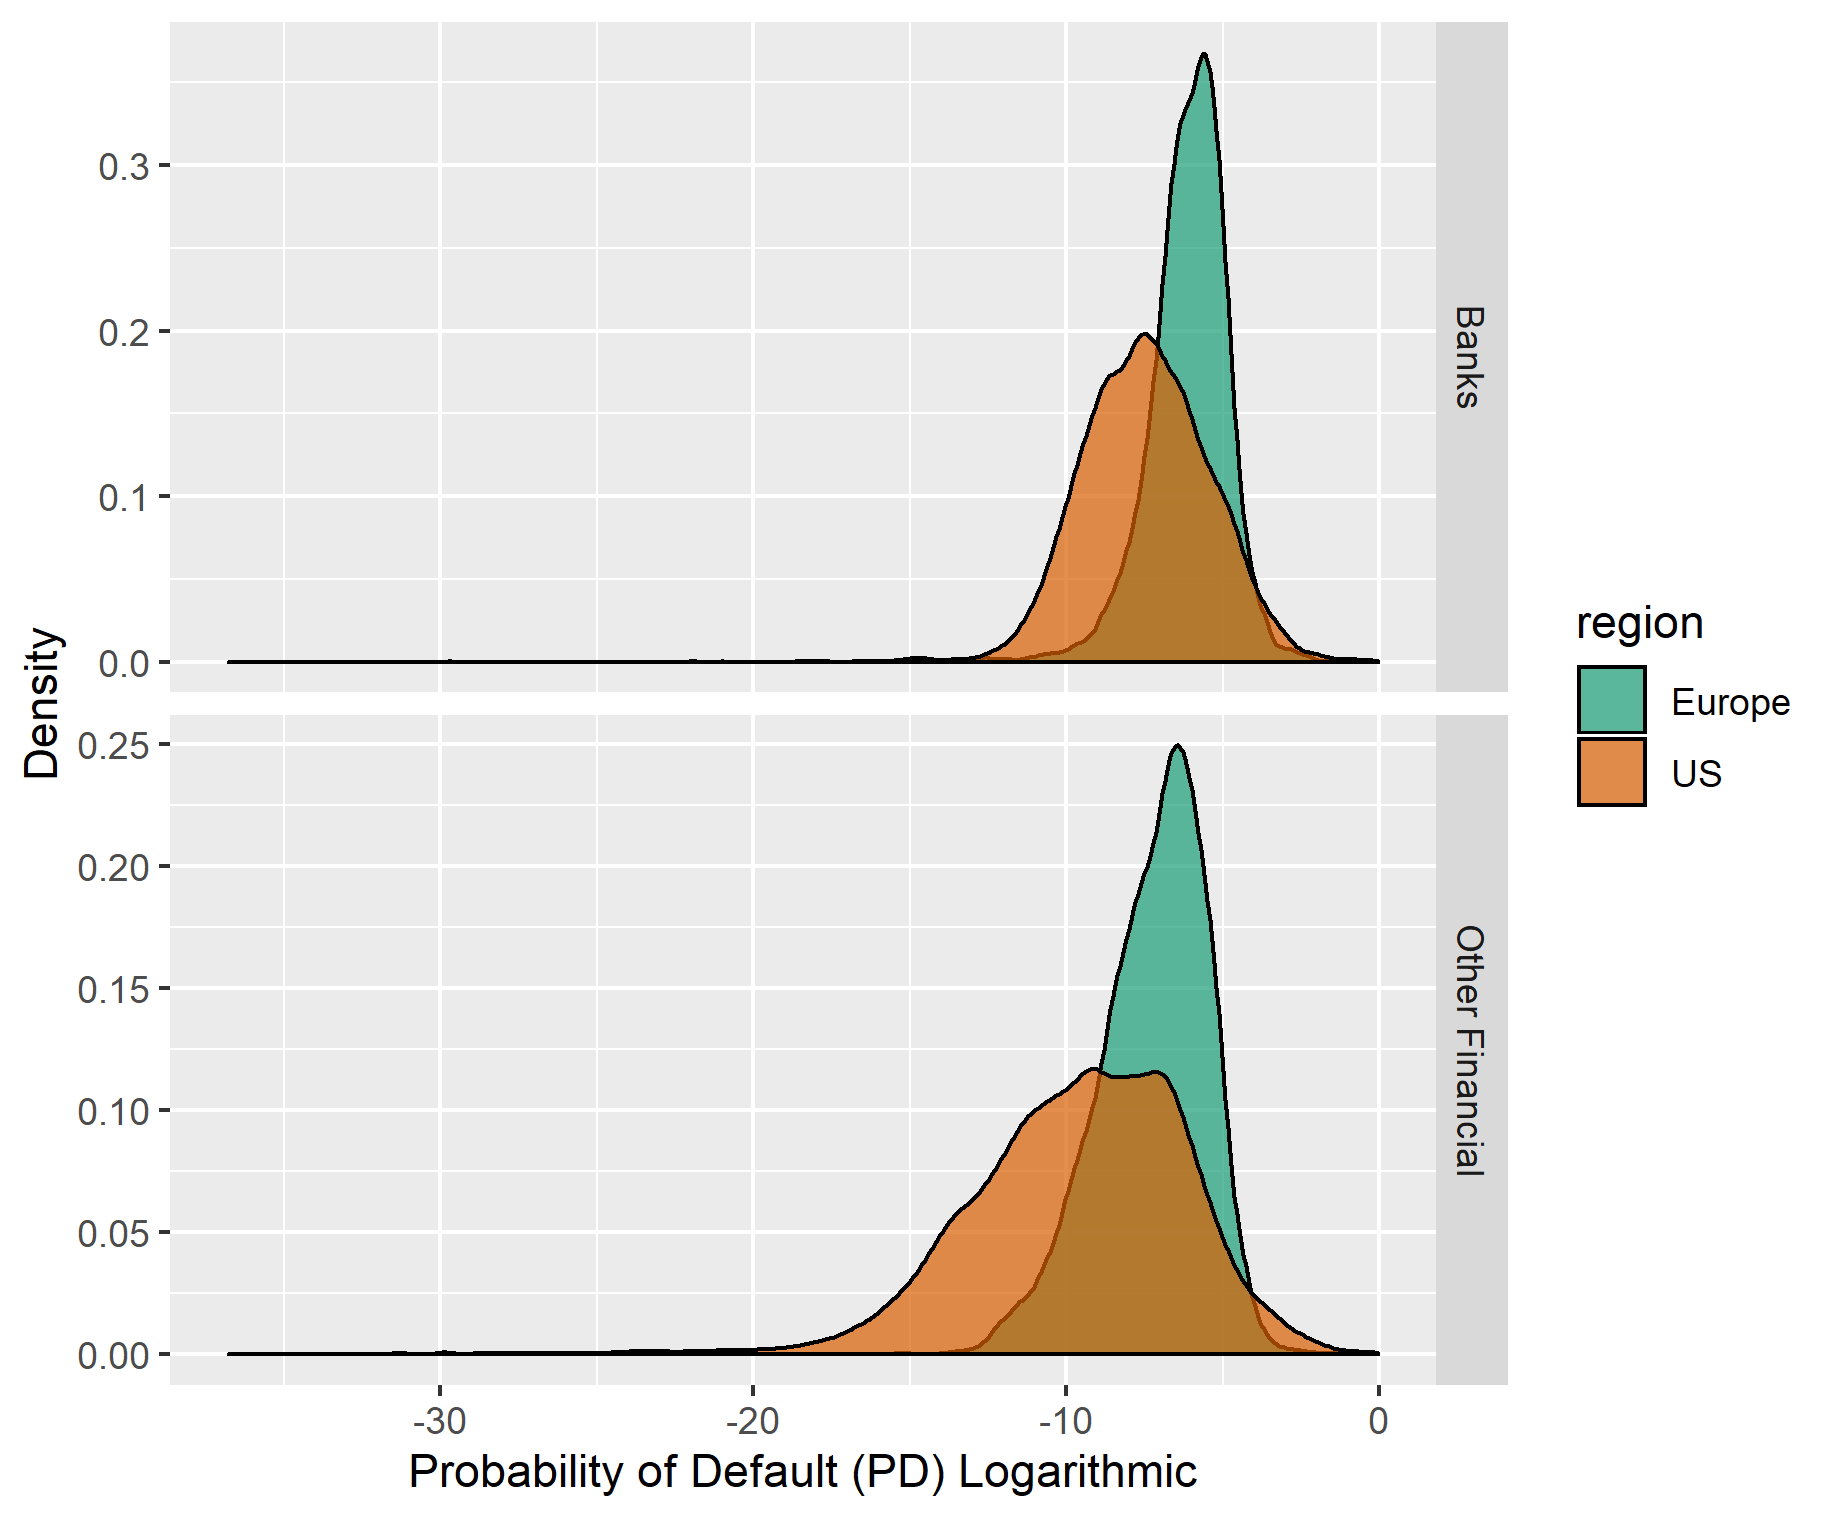 Density
0.3
0.2
0.1
0.0
Banks
0.25
0.20
0.15
0.10
0.05
0.00
Other Financial
-30
-20
-10
0
Probability of Default (PD) Logarithmic
region
Europe
US